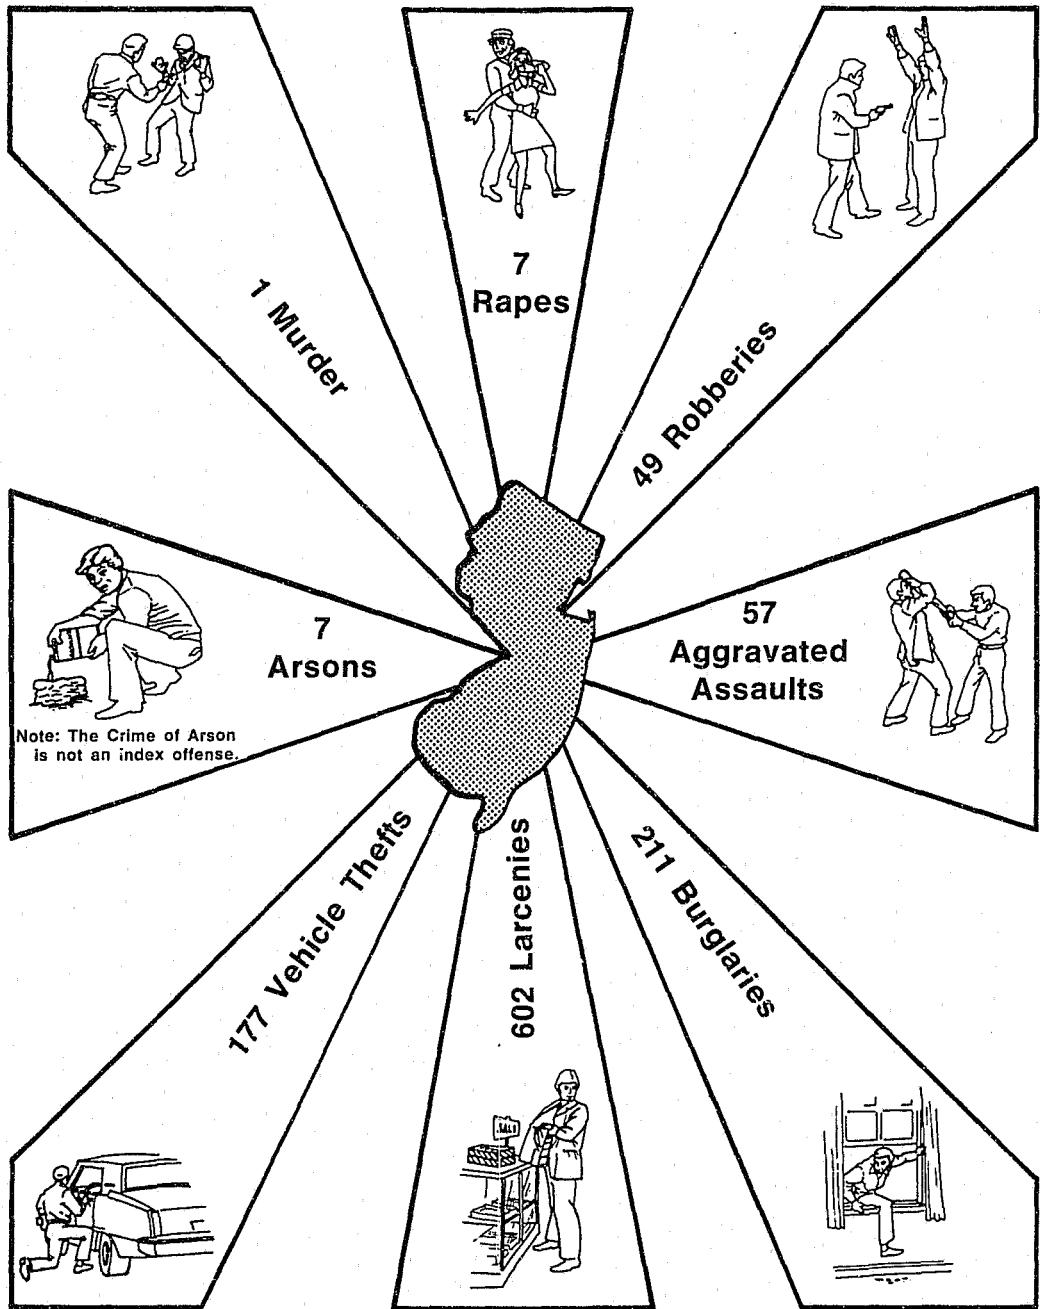 1 Murder
7
Rapes
49 Robberies
7
Arsons
Note: The Crime of Arson
is not an index offense.
57
Aggravated
Assaults
177 Vehicle Thefts
602 Larcenies
211 Burglaries
SALE